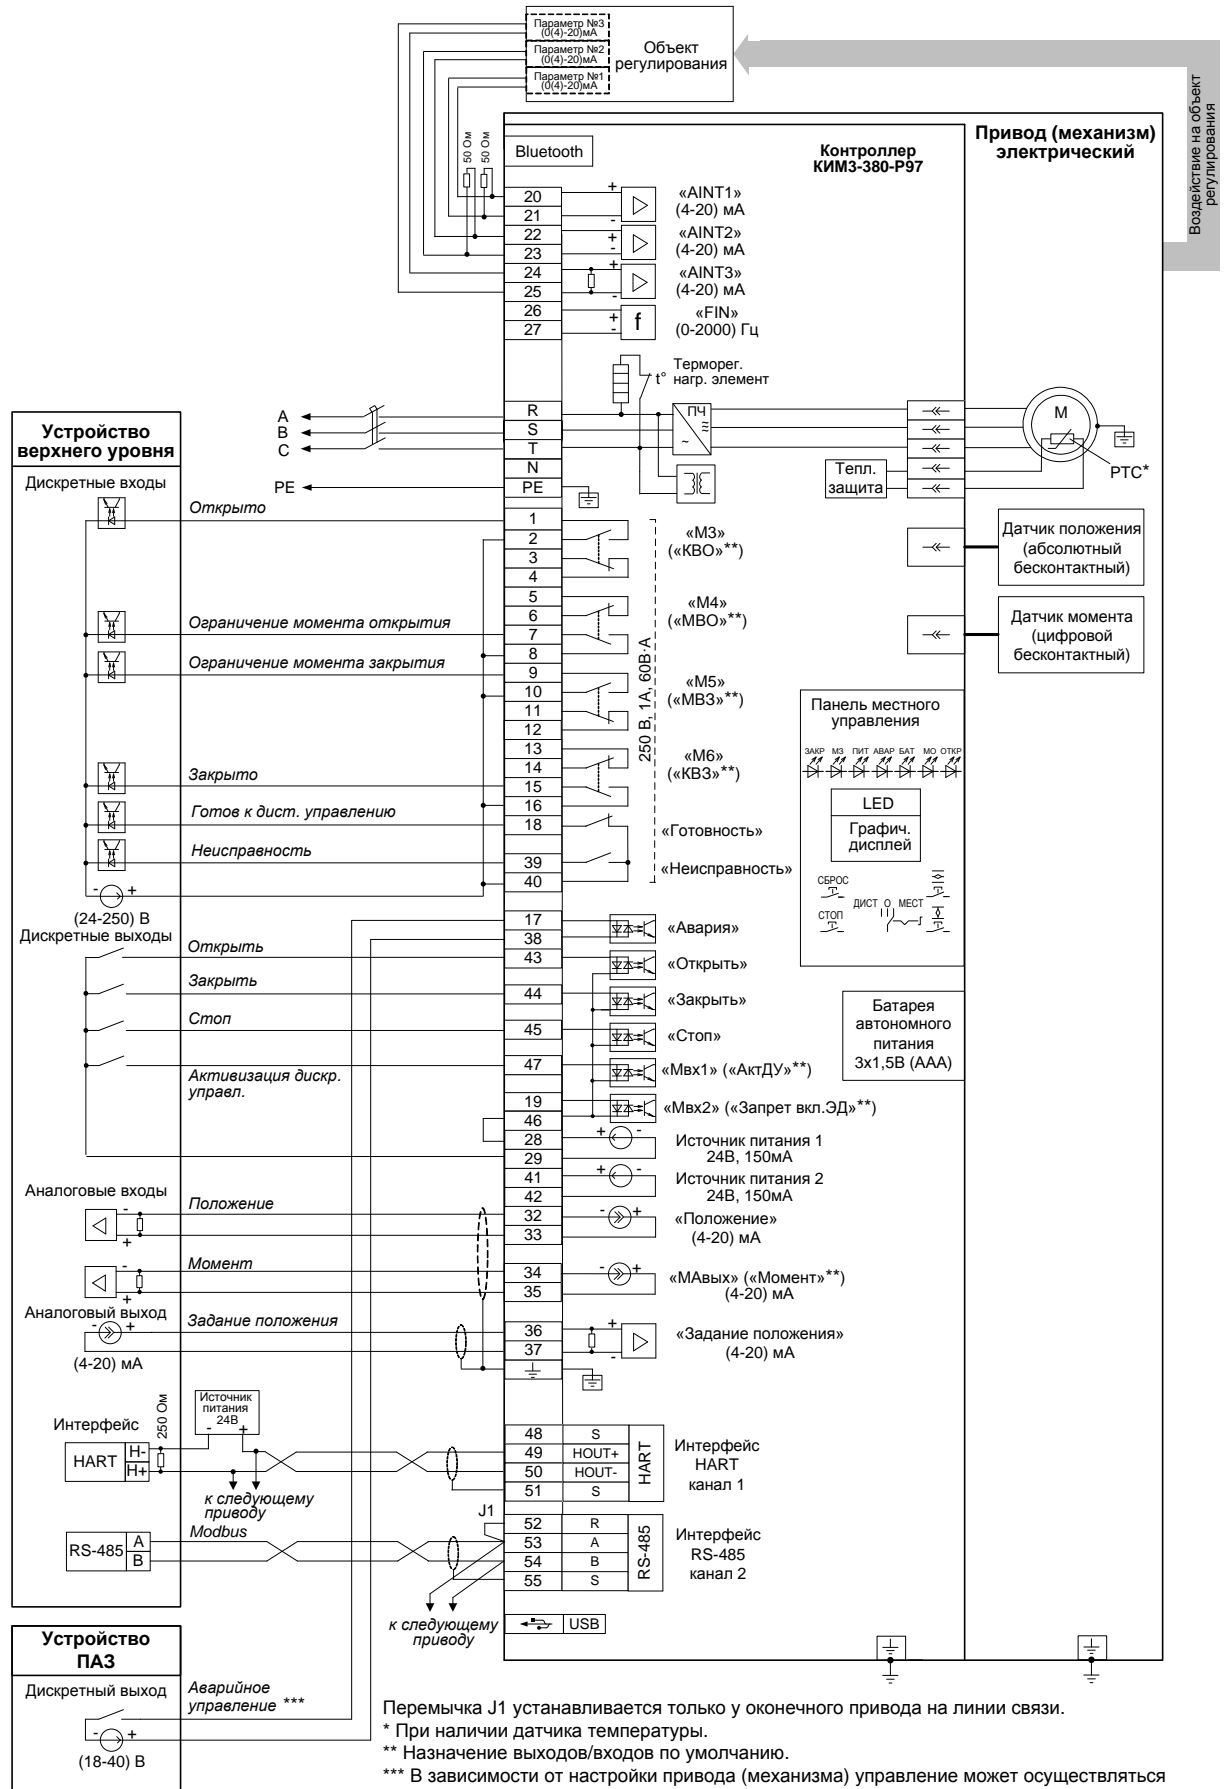 Параметр №3
(0(4)-20)мА
Параметр №2
(0(4)-20)мА
Параметр №1
(0(4)-20)мА
Объект
регулирования
Воздействие на объект
регулирования
50 Ом
50 Ом
Bluetooth
Контроллер
КИМ3-380-Р97
Привод (механизм)
электрический
20
21
22
23
24
25
26
27
+
-
«AINT1»
(4-20) мА
+
-
«AINT2»
(4-20) мА
+
-
«AINT3»
(4-20) мА
+
-
f
«FIN»
(0-2000) Гц
t°
Терморег.
нагр. элемент
A
B
C
PE
R
S
T
N
PE
ПЧ
≈
~
Тепл.
защита
М
PTC*
Устройство
верхнего уровня
Дискретные входы
Открыто
Ограничение момента открытия
Ограничение момента закрытия
Закрыто
Готов к дист. управлению
Неисправность
- +
(24-250) В
1
2
3
4
5
6
7
8
9
10
11
12
13
14
15
16
18
39
40
«М3»
(«КВО»**)
«М4»
(«МВО»**)
«М5»
(«МВЗ»**)
«М6»
(«КВЗ»**)
250 В, 1А, 60В·А
«Готовность»
«Неисправность»
Датчик положения
(абсолютный
бесконтактный)
Датчик момента
(цифровой
бесконтактный)
Панель местного
управления
ЗАКР МЗ ПИТ АВАР БАТ МО ОТКР
LED
Графич.
дисплей
СБРОС
СТОП
ДИСТ О МЕСТ
Дискретные выходы
Открыть
Закрыть
Стоп
Активизация дискр.
управл.
17
38
43
44
45
47
19
46
28
29
41
42
32
33
34
35
36
37
«Авария»
«Открыть»
«Закрыть»
«Стоп»
«Мвх1» («АктДУ»**)
«Мвх2» («Запрет вкл.ЭД»**)
Батарея
автономного
питания
3х1,5В (ААА)
+ -
Источник питания 1
24В, 150мА
+ -
Источник питания 2
24В, 150мА
- +
«Положение»
(4-20) мА
- +
«МАвых» («Момент»**)
(4-20) мА
+
-
«Задание положения»
(4-20) мА
Аналоговые входы
-
+
Положение
-
+
Момент
Аналоговый выход
- +
(4-20) мА
Задание положения
Интерфейс
HART
H-
H+
250 Ом
Источник
питания
24В
- +
к следующему
приводу
48 S
49 HOUT+
50 HOUT-
51 S
HART
Интерфейс
HART
канал 1
RS-485
A
B
Modbus
J1
52 R
53 A
54 B
55 S
RS-485
Интерфейс
RS-485
канал 2
к следующему
приводу
USB
Устройство
ПАЗ
Дискретный выход
- +
(18-40) В
Аварийное
управление ***
Перемычка J1 устанавливается только у оконечного привода на линии связи.
* При наличии датчика температуры.
** Назначение выходов/входов по умолчанию.
*** В зависимости от настройки привода (механизма) управление может осуществляться